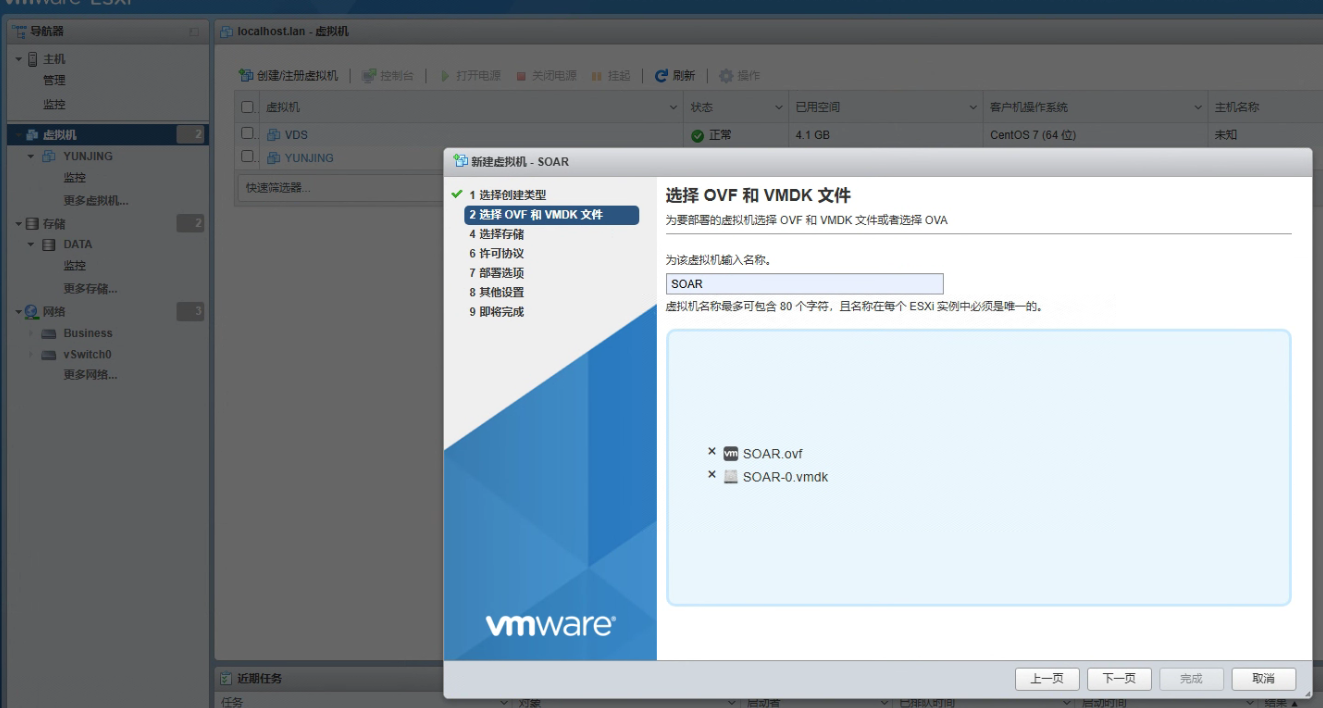 vmware ESXi
导航器
主机
管理
监控
虚拟机 2
YUNJING
监控
更多虚拟机...
存储 2
DATA
监控
更多存储...
网络 3
Business
vSwitch0
更多网络...
localhost.lan - 虚拟机
创建/注册虚拟机 控制台 打开电源 关闭电源 挂起 刷新 操作
虚拟机 状态 已用空间 客户机操作系统 主机名称
VDS 正常 4.1 GB CentOS 7 (64 位) 未知
YUNJING
快速筛选器...
新建虚拟机 - SOAR
1 选择创建类型
2 选择 OVF 和 VMDK 文件
4 选择存储
6 许可协议
7 部署选项
8 其他设置
9 即将完成
vmware
选择 OVF 和 VMDK 文件
为要部署的虚拟机选择 OVF 和 VMDK 文件或者选择 OVA
为该虚拟机输入名称。
SOAR
虚拟机名称最多可包含 80 个字符，且名称在每个 ESXi 实例中必须是唯一的。
SOAR.ovf
SOAR-0.vmdk
上一页 下一页 完成 取消
近期任务
任务 对象 启动者 已排队时间 启动时间 结果